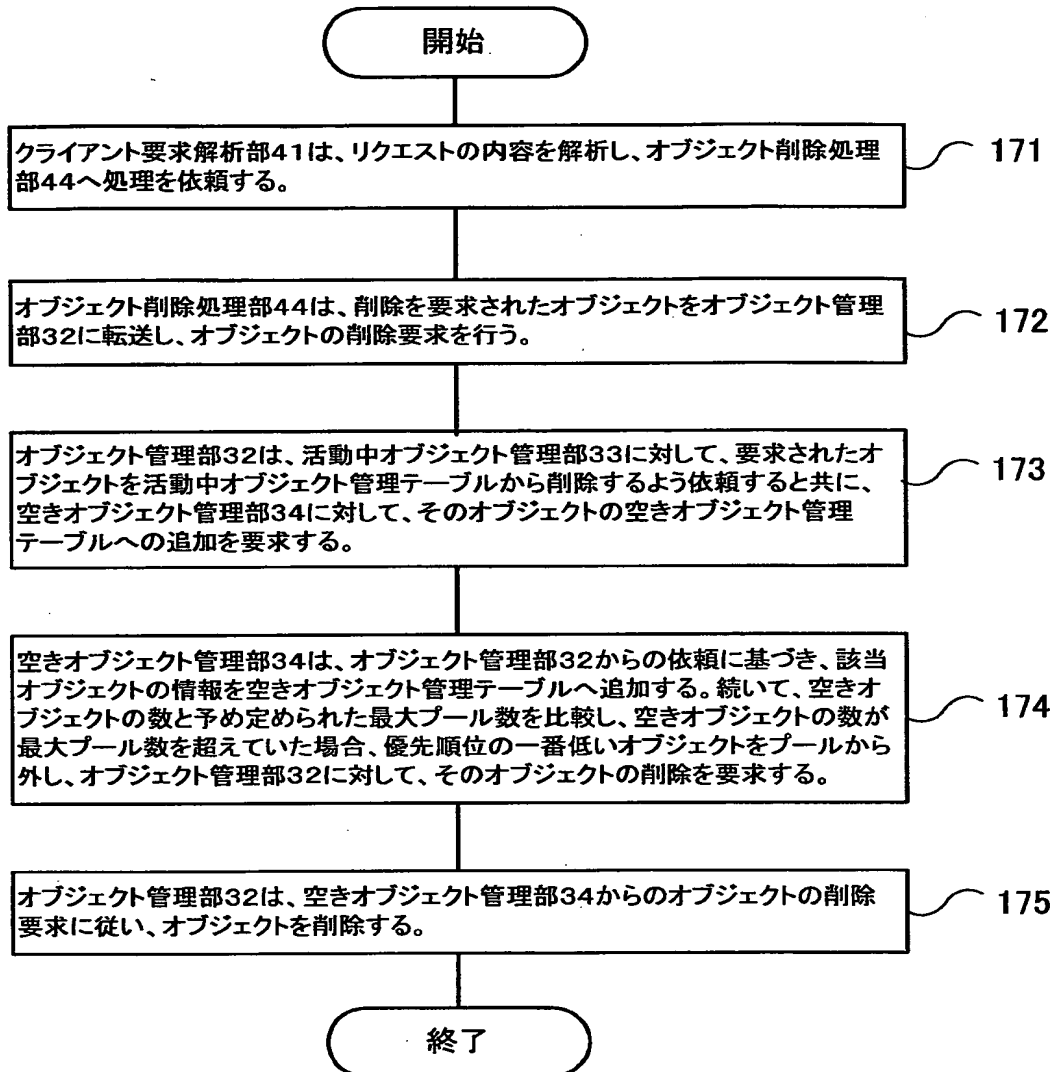 開始
クライアント要求解析部41は、リクエストの内容を解析し、オブジェクト削除処理
部44へ処理を依頼する。
171
オブジェクト削除処理部44は、削除を要求されたオブジェクトをオブジェクト管理
部32に転送し、オブジェクトの削除要求を行う。
172
オブジェクト管理部32は、活動中オブジェクト管理部33に対して、要求されたオ
ブジェクトを活動中オブジェクト管理テーブルから削除するよう依頼すると共に、
空きオブジェクト管理部34に対して、そのオブジェクトの空きオブジェクト管理
テーブルへの追加を要求する。
173
空きオブジェクト管理部34は、オブジェクト管理部32からの依頼に基づき、該当
オブジェクトの情報を空きオブジェクト管理テーブルへ追加する。続いて、空きオ
ブジェクトの数と予め定められた最大プール数を比較し、空きオブジェクトの数が
最大プール数を超えていた場合、優先順位の一番低いオブジェクトをプールから
外し、オブジェクト管理部32に対して、そのオブジェクトの削除を要求する。
174
オブジェクト管理部32は、空きオブジェクト管理部34からのオブジェクトの削除
要求に従い、オブジェクトを削除する。
175
終了